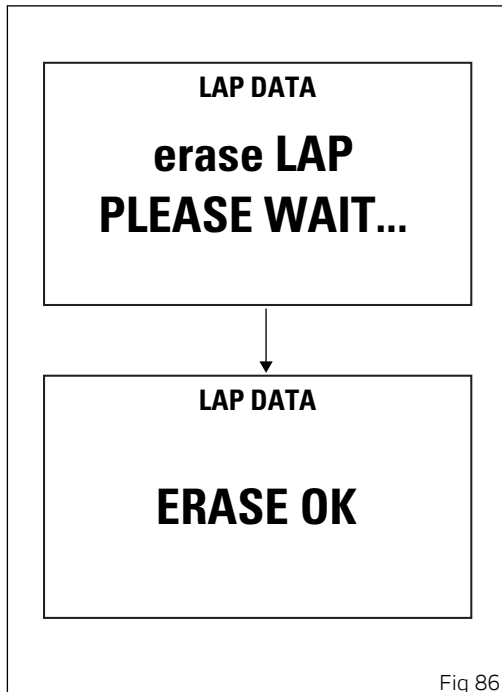 LAP DATA
erase LAP
PLEASE WAIT...
LAP DATA
ERASE OK
Fig 86